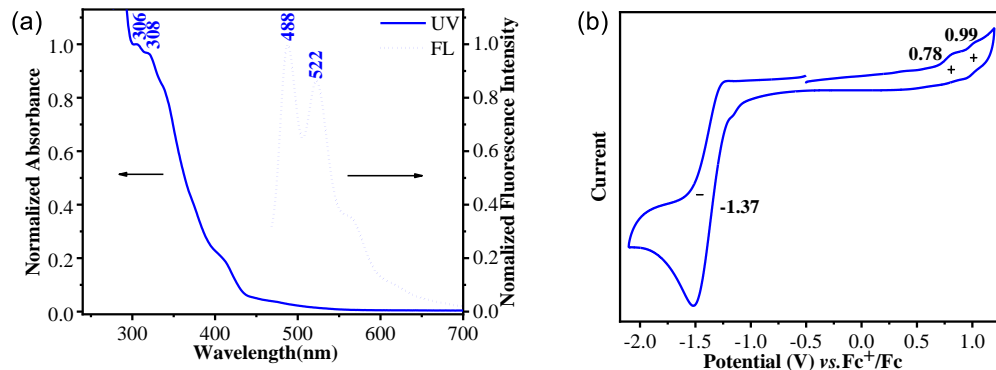 (a)
306
308
488
522
UV
FL
1.0
0.8
0.6
0.4
0.2
0.0
Normalized Absorbance
1.0
0.8
0.6
0.4
0.2
0.0
Nomalized Fluorescence Intensity
300 400 500 600 700
Wavelength(nm)
(b)
0.99
0.78
+ +
−
-1.37
Current
-2.0 -1.5 -1.0 -0.5 0.0 0.5 1.0
Potential (V) vs.Fc⁺/Fc